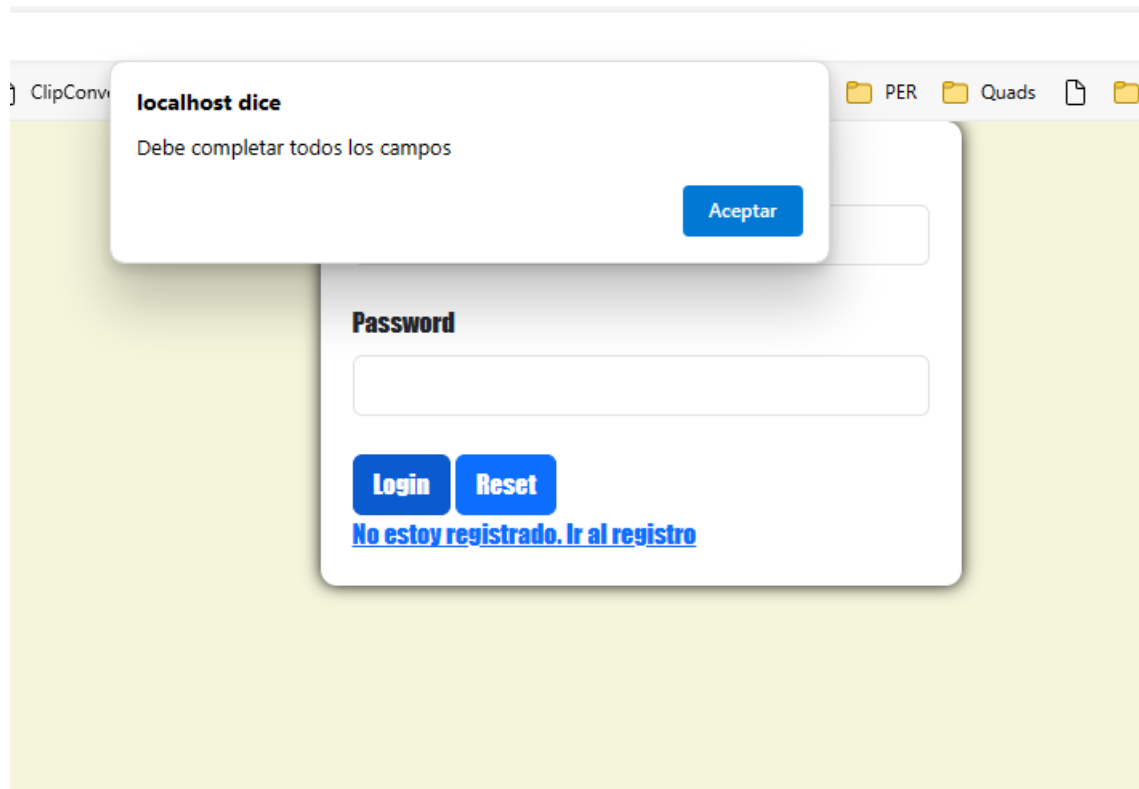 ClipConv
PER
Quads
localhost dice
Debe completar todos los campos
Aceptar
Password
Login
Reset
No estoy registrado. Ir al registro